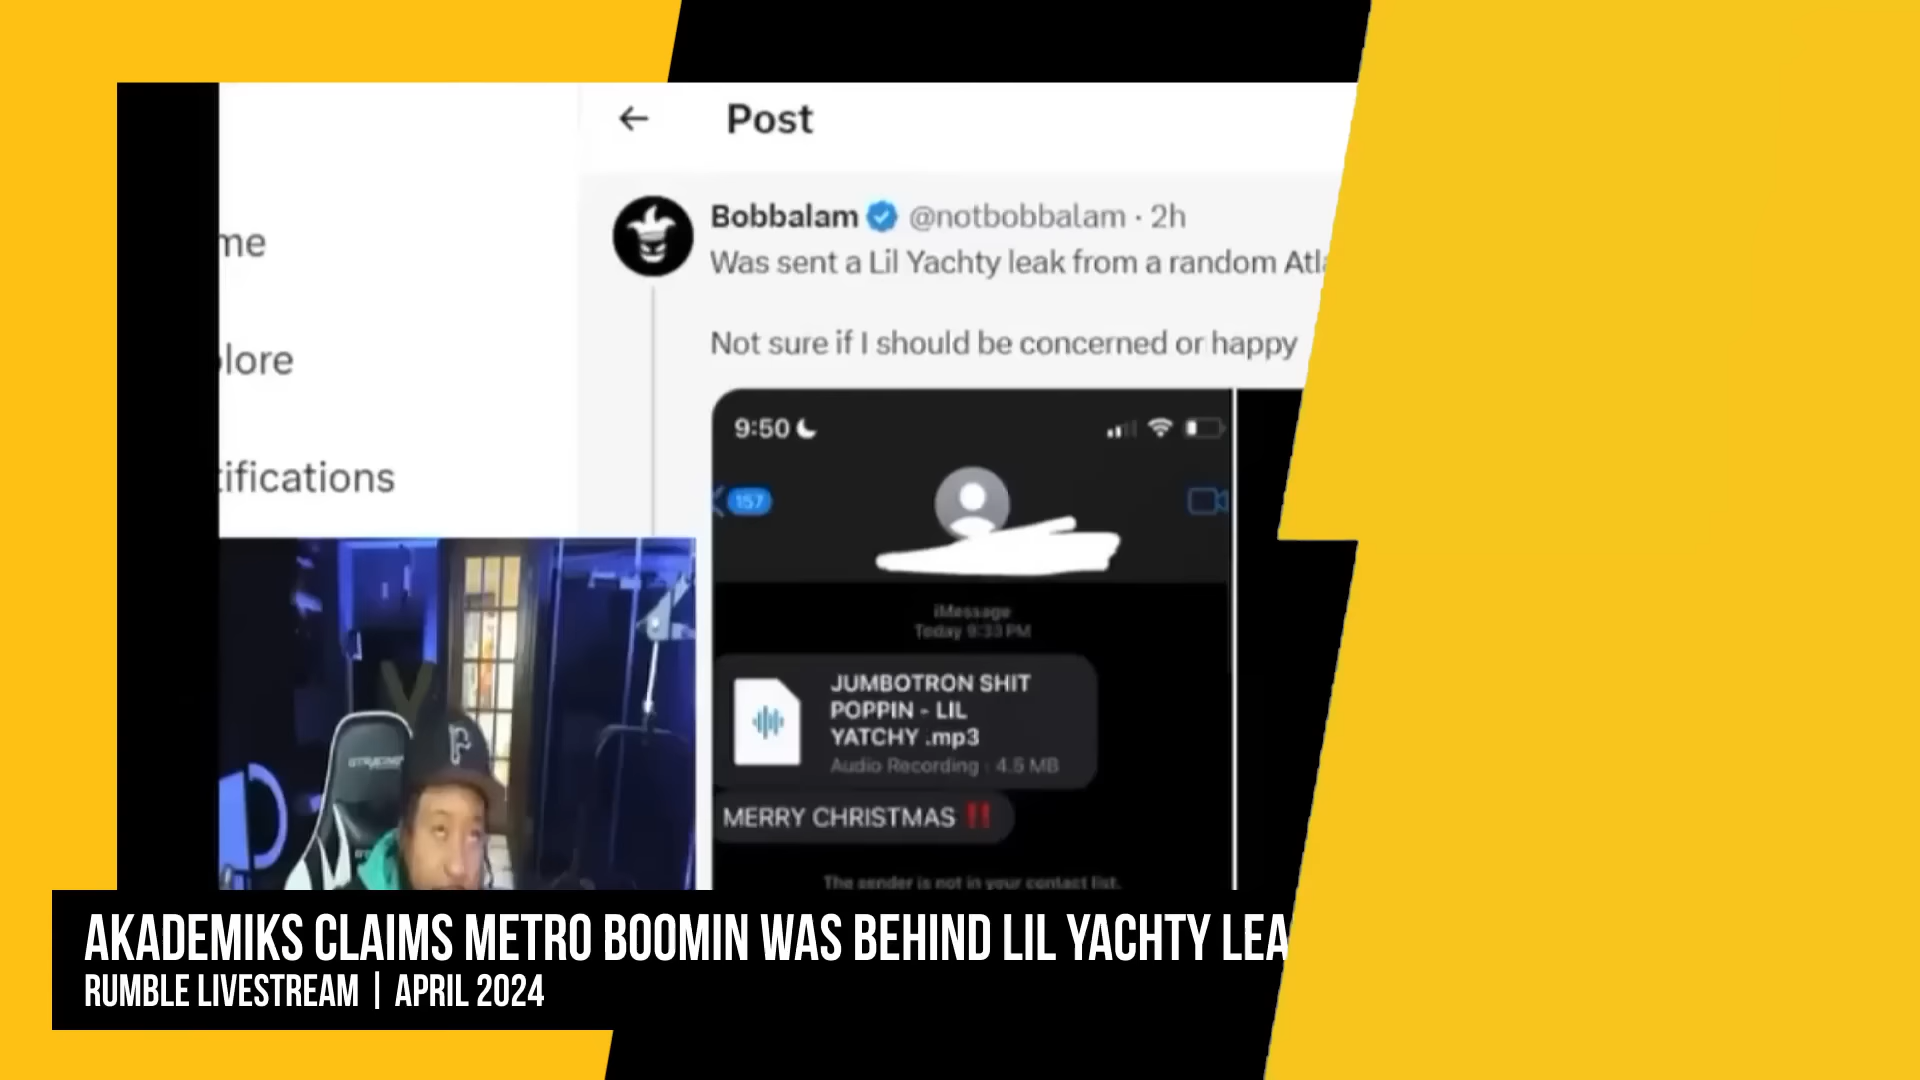 Post
Bobbalam @notbobbalam · 2h
Was sent a Lil Yachty leak from a random Atl
Not sure if I should be concerned or happy
me
lore
ifications
9:50
157
iMessage
Today 9:33 PM
JUMBOTRON SHIT
POPPIN - LIL
YATCHY .mp3
Audio Recording · 4.5 MB
MERRY CHRISTMAS ‼️
The sender is not in your contact list.
GTRACING
AKADEMIKS CLAIMS METRO BOOMIN WAS BEHIND LIL YACHTY LEA
RUMBLE LIVESTREAM | APRIL 2024